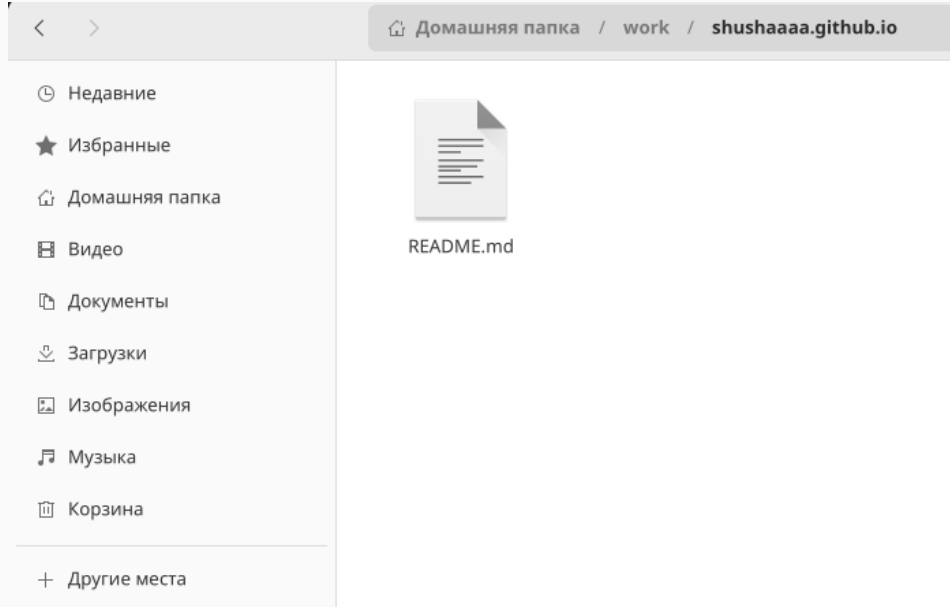 Домашняя папка / work / shushaaaa.github.io
Недавние
Избранные
Домашняя папка
Видео
Документы
Загрузки
Изображения
Музыка
Корзина
+ Другие места
README.md